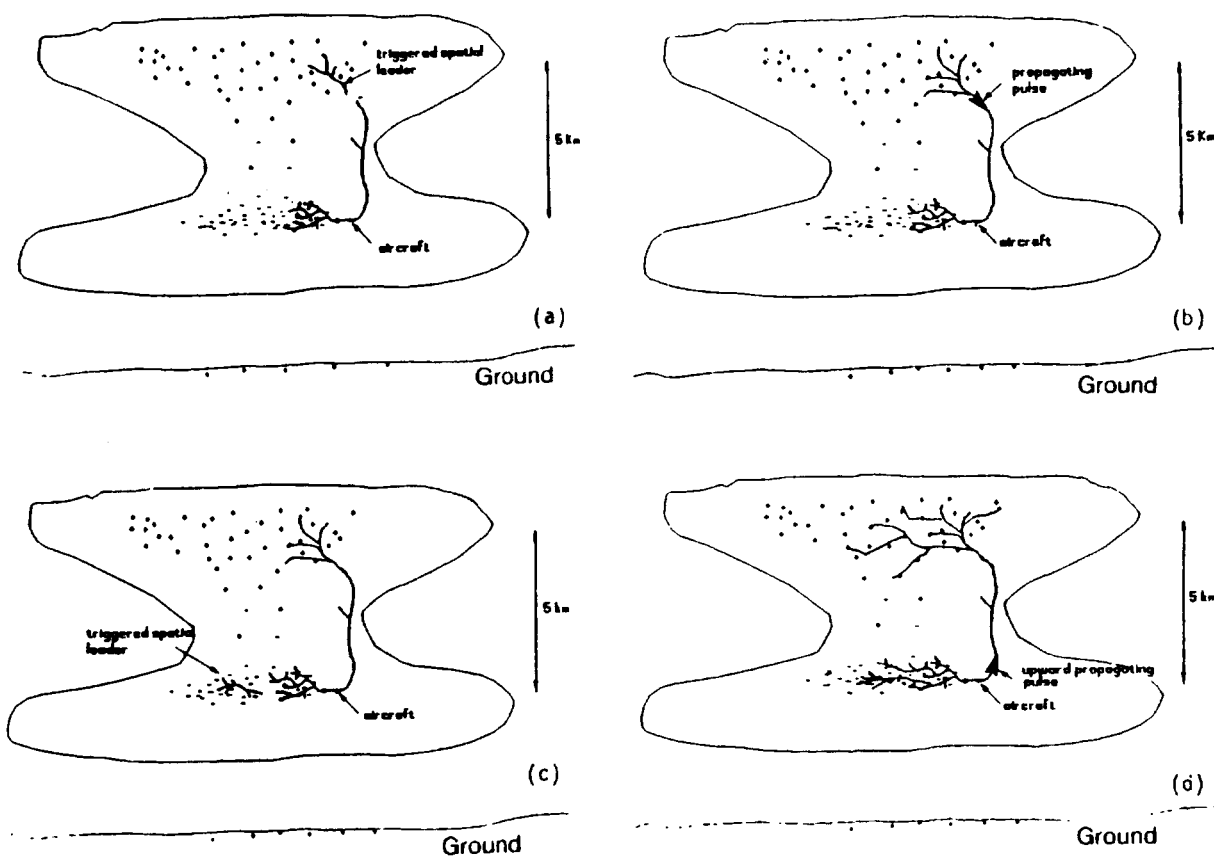 triggered spatial
leader
5 Km
aircraft
(a)
Ground
propagating
pulse
5 Km
aircraft
(b)
Ground
triggered spatial
leader
5 km
aircraft
(c)
Ground
5 km
upward propagating
pulse
aircraft
(d)
Ground